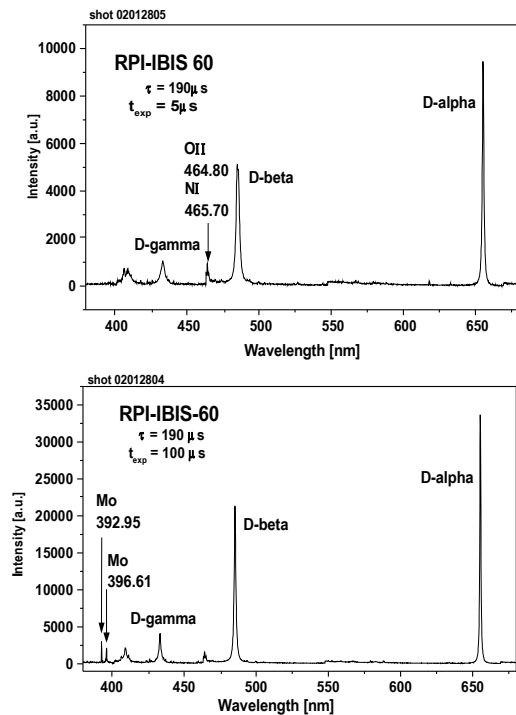 shot 02012805
RPI-IBIS 60
τ = 190μs
t_exp = 5μs
OII
464.80
NI
465.70
D-alpha
D-beta
D-gamma
Intensity [a.u.]
10000
8000
6000
4000
2000
0
400 450 500 550 600 650
Wavelength [nm]
shot 02012804
RPI-IBIS-60
τ = 190 μs
t_exp = 100 μs
Mo
392.95
Mo
396.61
D-alpha
D-beta
D-gamma
Intensity [a.u.]
35000
30000
25000
20000
15000
10000
5000
0
400 450 500 550 600 650
Wavelength [nm]